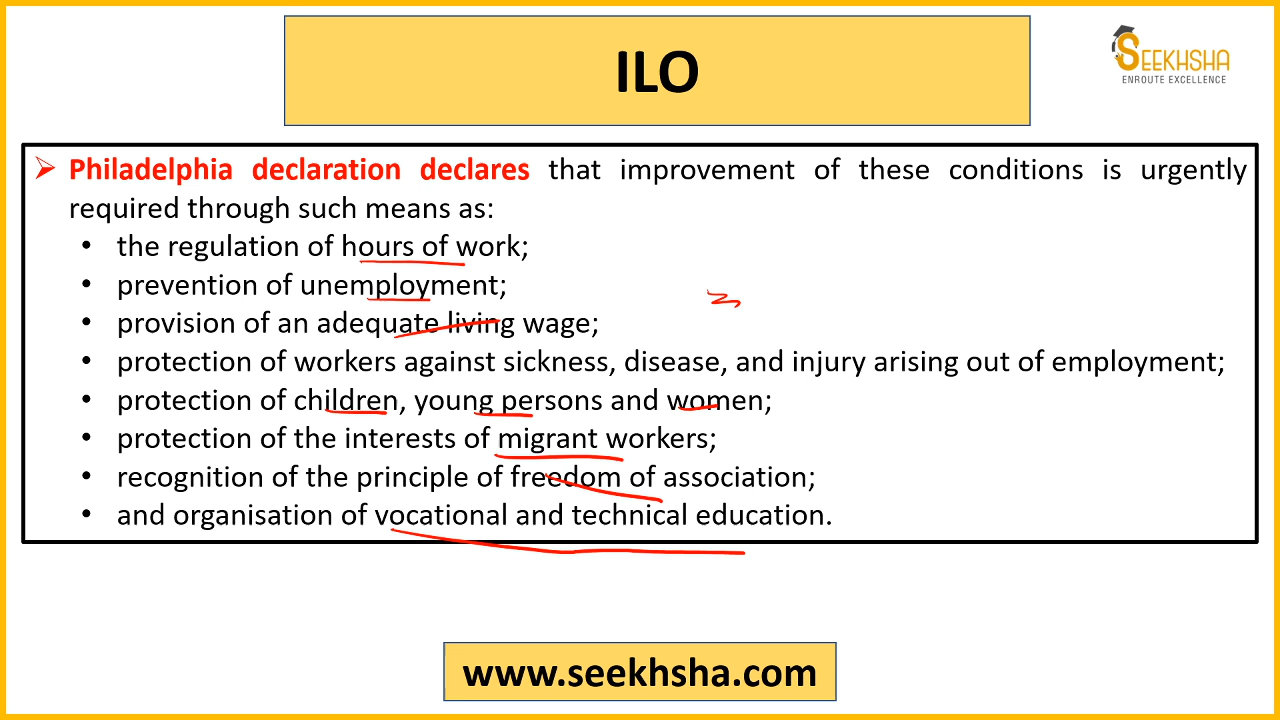 ILO
SEEKHSHA
ENROUTE EXCELLENCE
➢ Philadelphia declaration declares that improvement of these conditions is urgently
required through such means as:
• the regulation of hours of work;
• prevention of unemployment;
• provision of an adequate living wage;
• protection of workers against sickness, disease, and injury arising out of employment;
• protection of children, young persons and women;
• protection of the interests of migrant workers;
• recognition of the principle of freedom of association;
• and organisation of vocational and technical education.
www.seekhsha.com